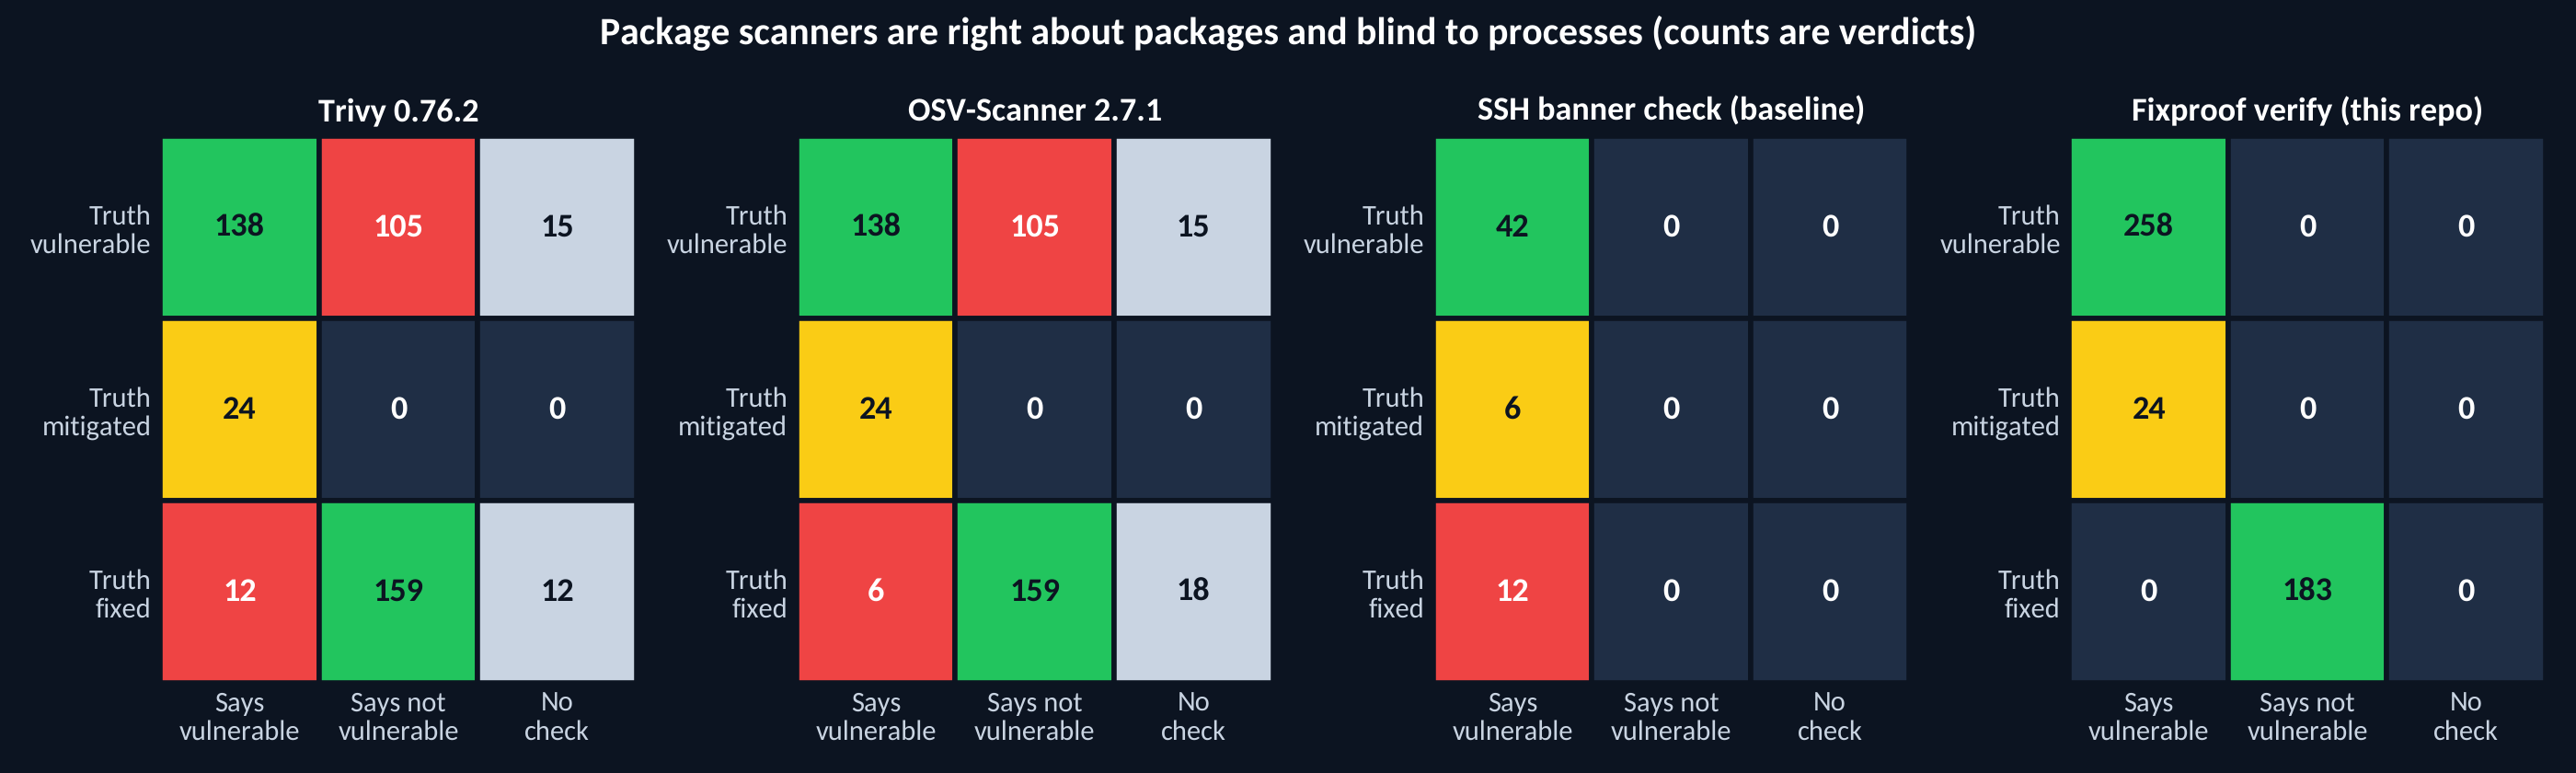 Package scanners are right about packages and blind to processes (counts are verdicts)
Trivy 0.76.2
Truth
vulnerable
138
105
15
Truth
mitigated
24
0
0
Truth
fixed
12
159
12
Says
vulnerable
Says not
vulnerable
No
check
OSV-Scanner 2.7.1
Truth
vulnerable
138
105
15
Truth
mitigated
24
0
0
Truth
fixed
6
159
18
Says
vulnerable
Says not
vulnerable
No
check
SSH banner check (baseline)
Truth
vulnerable
42
0
0
Truth
mitigated
6
0
0
Truth
fixed
12
0
0
Says
vulnerable
Says not
vulnerable
No
check
Fixproof verify (this repo)
Truth
vulnerable
258
0
0
Truth
mitigated
24
0
0
Truth
fixed
0
183
0
Says
vulnerable
Says not
vulnerable
No
check